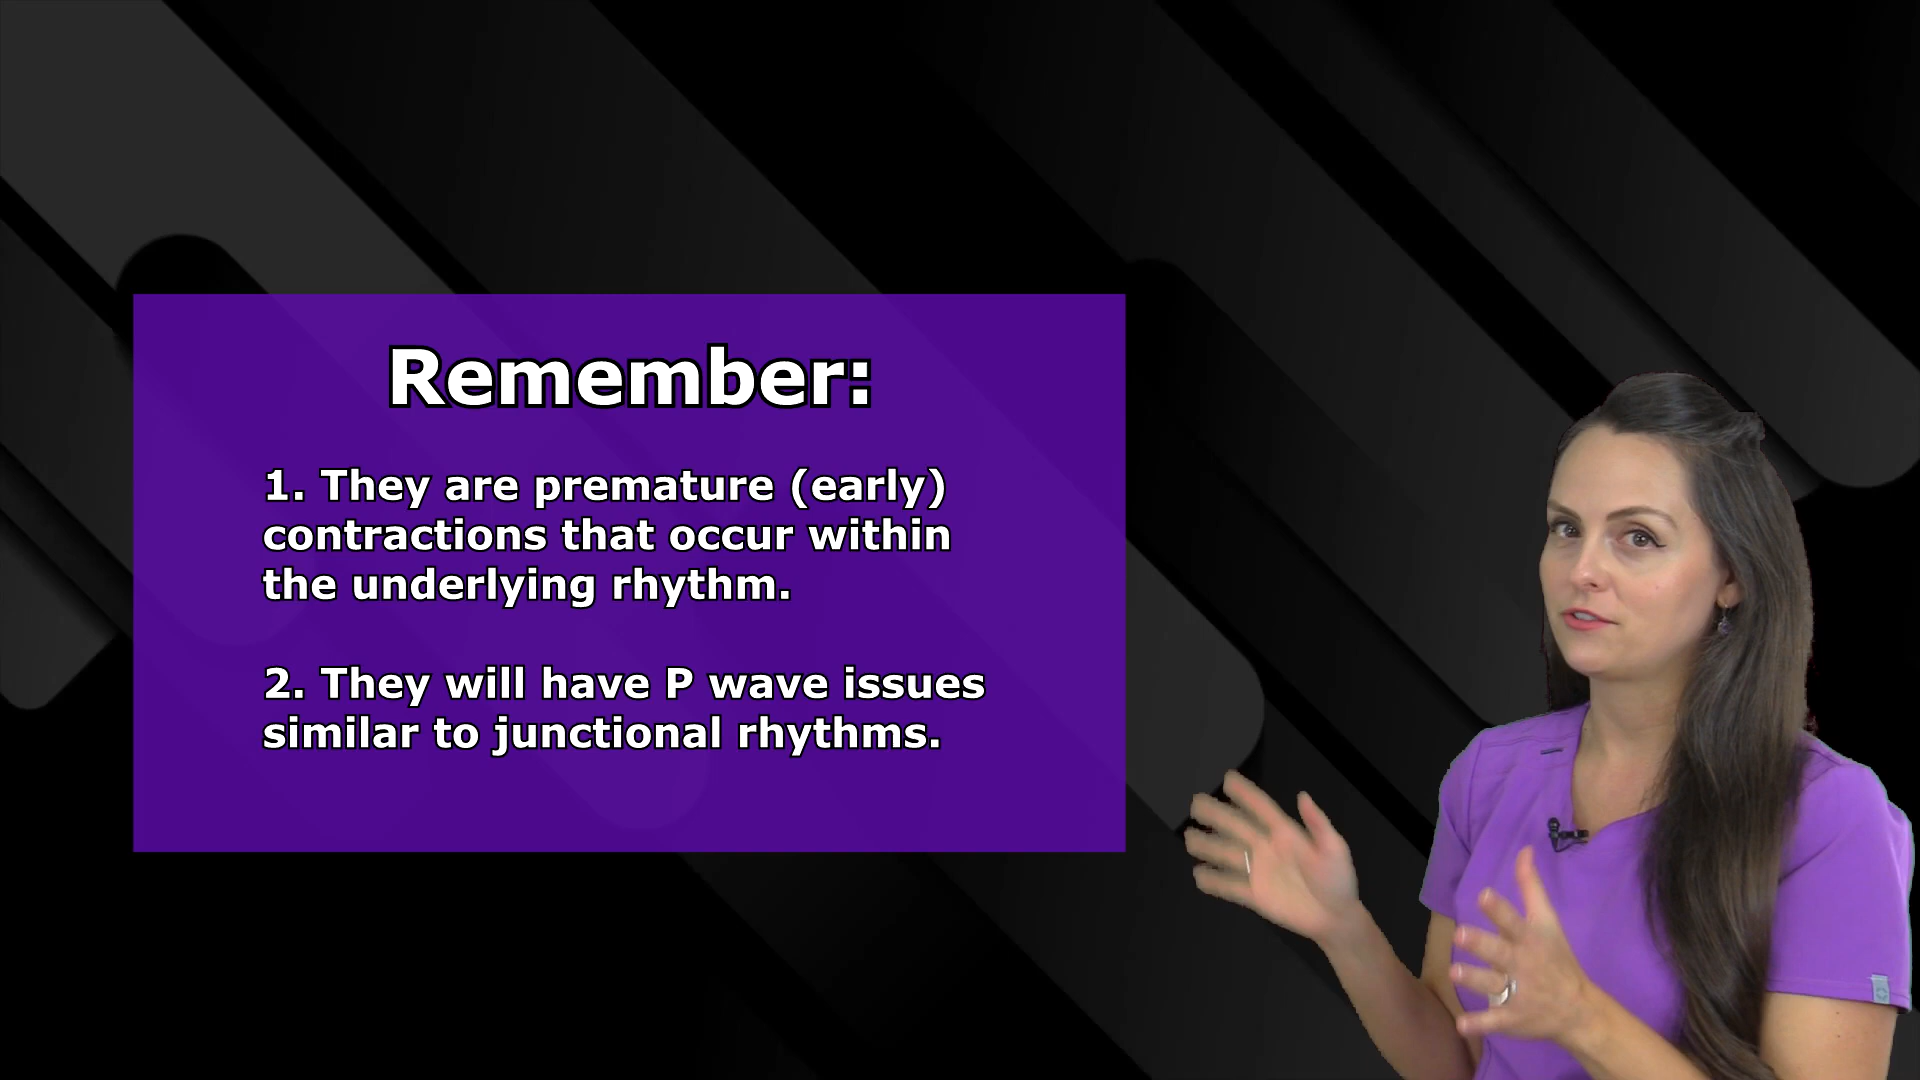 Remember:
1. They are premature (early)
contractions that occur within
the underlying rhythm.
2. They will have P wave issues
similar to junctional rhythms.